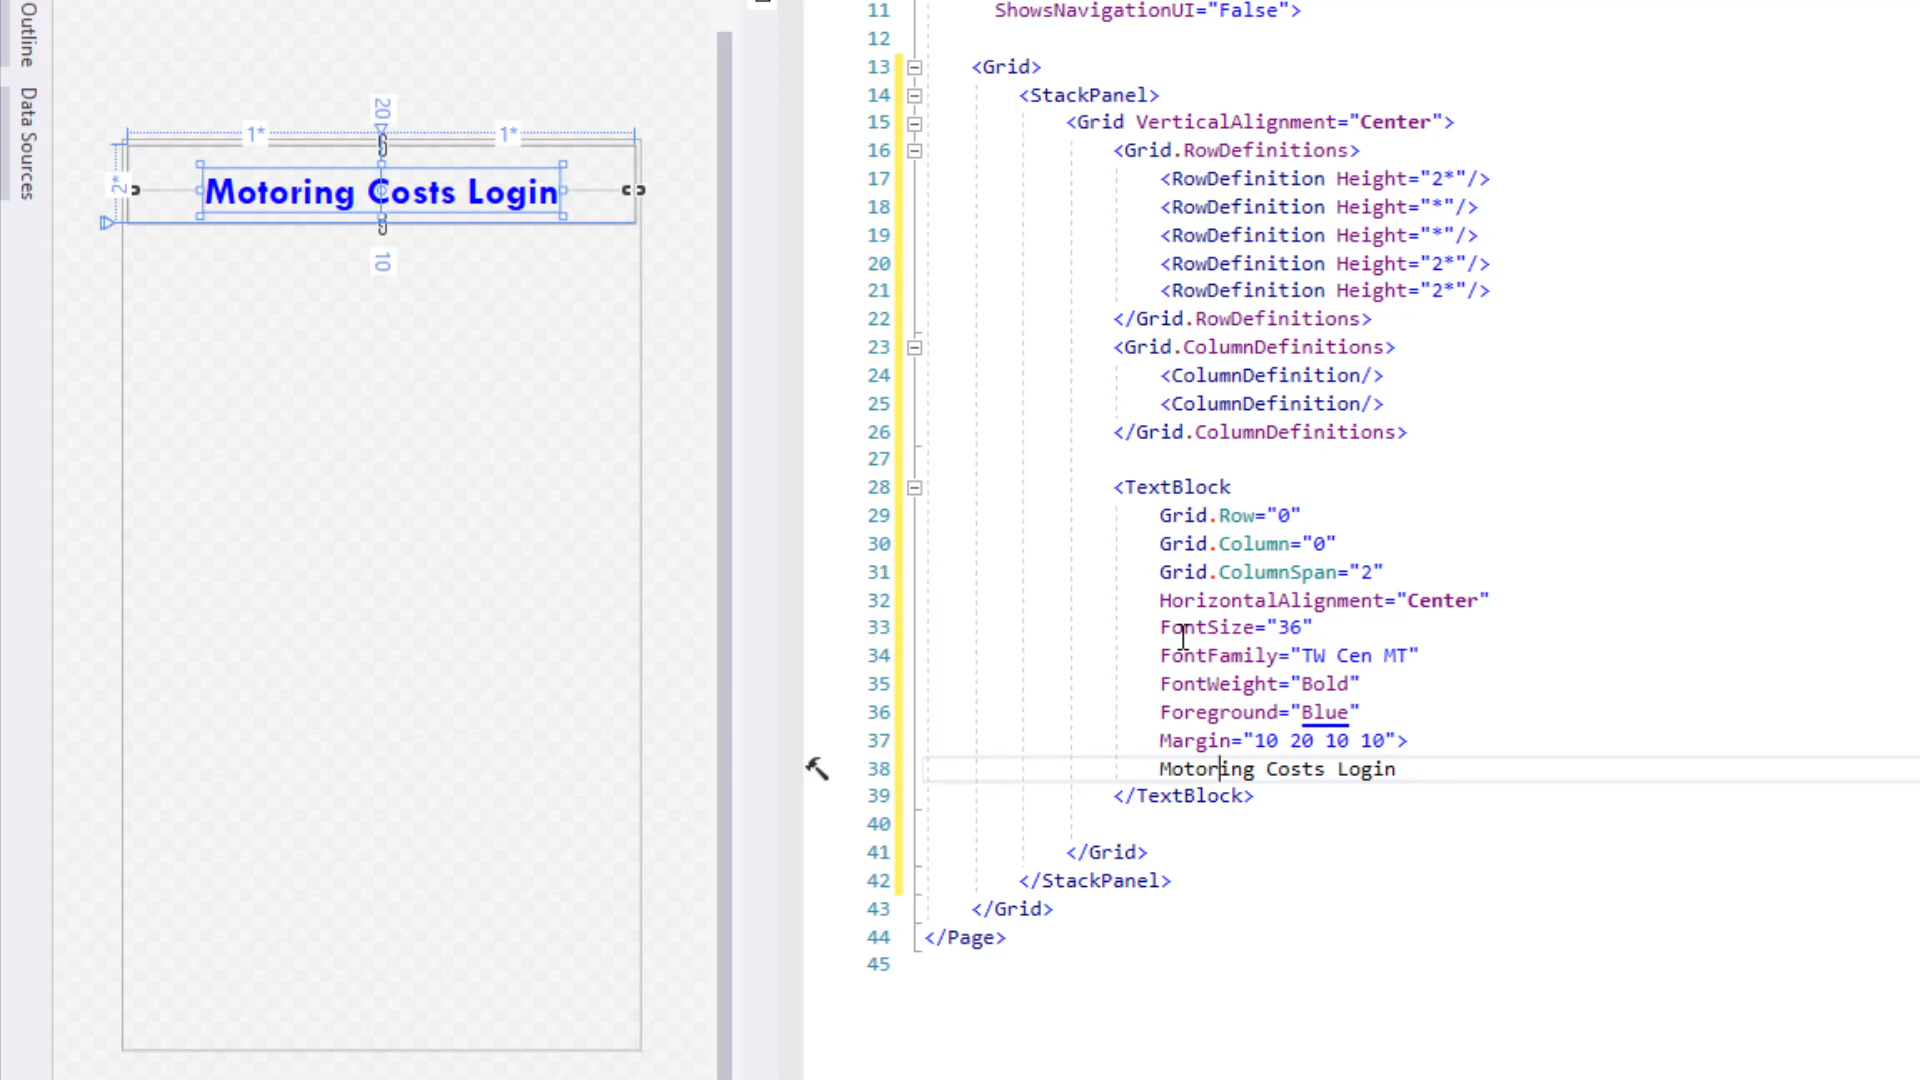 Outline
Data Sources
20
1*
1*
2*
Motoring Costs Login
10
11 ShowsNavigationUI="False">
12
13 <Grid>
14 <StackPanel>
15 <Grid VerticalAlignment="Center">
16 <Grid.RowDefinitions>
17 <RowDefinition Height="2*"/>
18 <RowDefinition Height="*"/>
19 <RowDefinition Height="*"/>
20 <RowDefinition Height="2*"/>
21 <RowDefinition Height="2*"/>
22 </Grid.RowDefinitions>
23 <Grid.ColumnDefinitions>
24 <ColumnDefinition/>
25 <ColumnDefinition/>
26 </Grid.ColumnDefinitions>
27
28 <TextBlock
29 Grid.Row="0"
30 Grid.Column="0"
31 Grid.ColumnSpan="2"
32 HorizontalAlignment="Center"
33 FontSize="36"
34 FontFamily="TW Cen MT"
35 FontWeight="Bold"
36 Foreground="Blue"
37 Margin="10 20 10 10">
38 Motoring Costs Login
39 </TextBlock>
40
41 </Grid>
42 </StackPanel>
43 </Grid>
44 </Page>
45